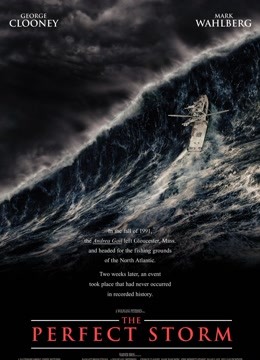 GEORGE
CLOONEY
MARK
WAHLBERG
In the fall of 1991,
the Andrea Gail left Gloucester, Mass.
and headed for the fishing grounds
of the North Atlantic.
Two weeks later, an event
took place that had never occurred
in recorded history.
THE
PERFECT STORM